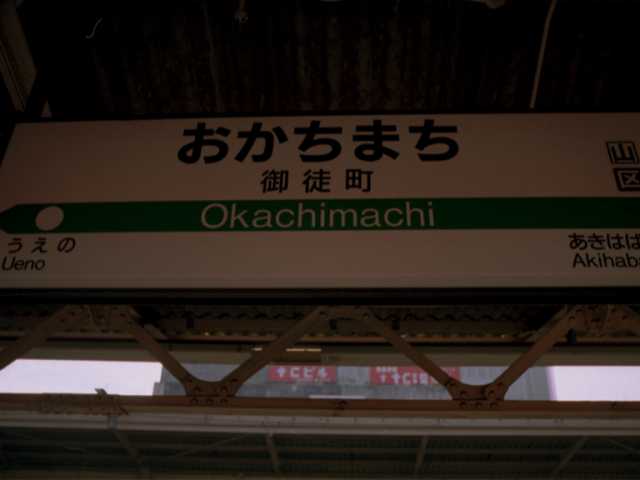 おかちまち
御徒町
山
区
Okachimachi
うえの
Ueno
あきはば
Akihaba